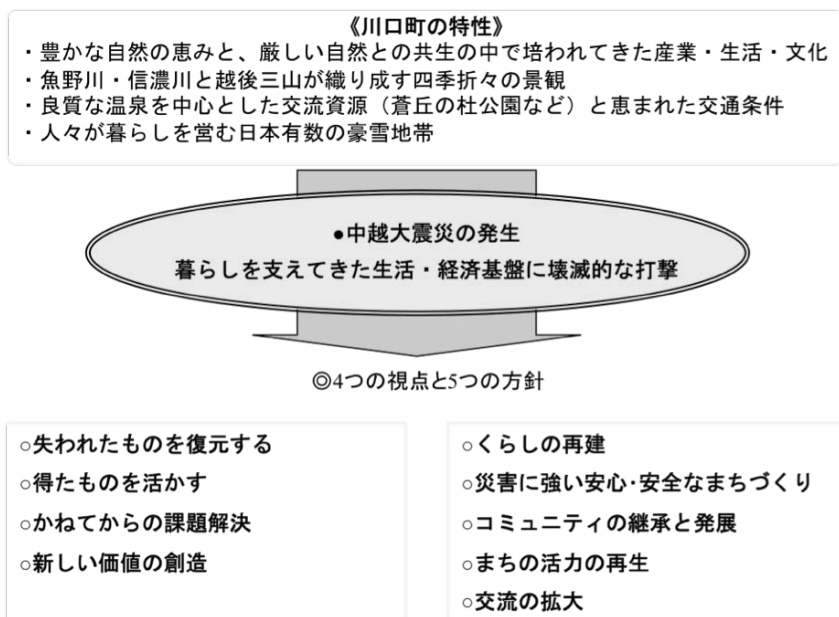 《川口町の特性》
・豊かな自然の恵みと、厳しい自然との共生の中で培われてきた産業・生活・文化
・魚野川・信濃川と越後三山が織り成す四季折々の景観
・良質な温泉を中心とした交流資源（蒼丘の杜公園など）と恵まれた交通条件
・人々が暮らしを営む日本有数の豪雪地帯
●中越大震災の発生
暮らしを支えてきた生活・経済基盤に壊滅的な打撃
◎4つの視点と5つの方針
○失われたものを復元する
○得たものを活かす
○かねてからの課題解決
○新しい価値の創造
○くらしの再建
○災害に強い安心･安全なまちづくり
○コミュニティの継承と発展
○まちの活力の再生
○交流の拡大